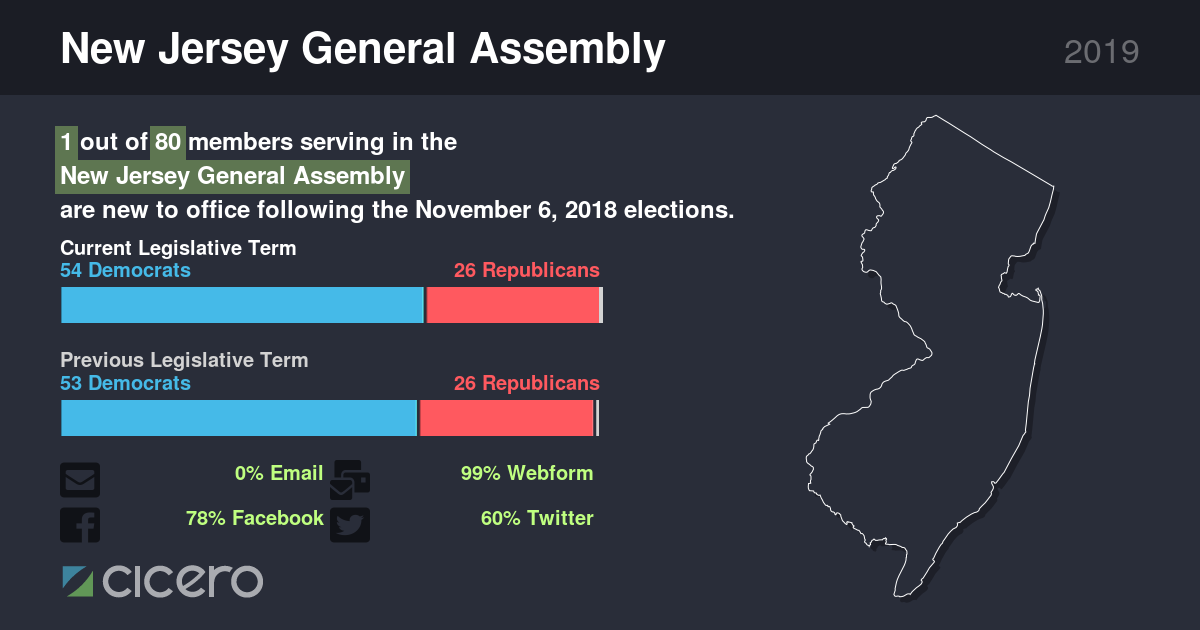 New Jersey General Assembly
2019
1 out of 80 members serving in the
New Jersey General Assembly
are new to office following the November 6, 2018 elections.
Current Legislative Term
54 Democrats
26 Republicans
Previous Legislative Term
53 Democrats
26 Republicans
0% Email
99% Webform
78% Facebook
60% Twitter
cicero